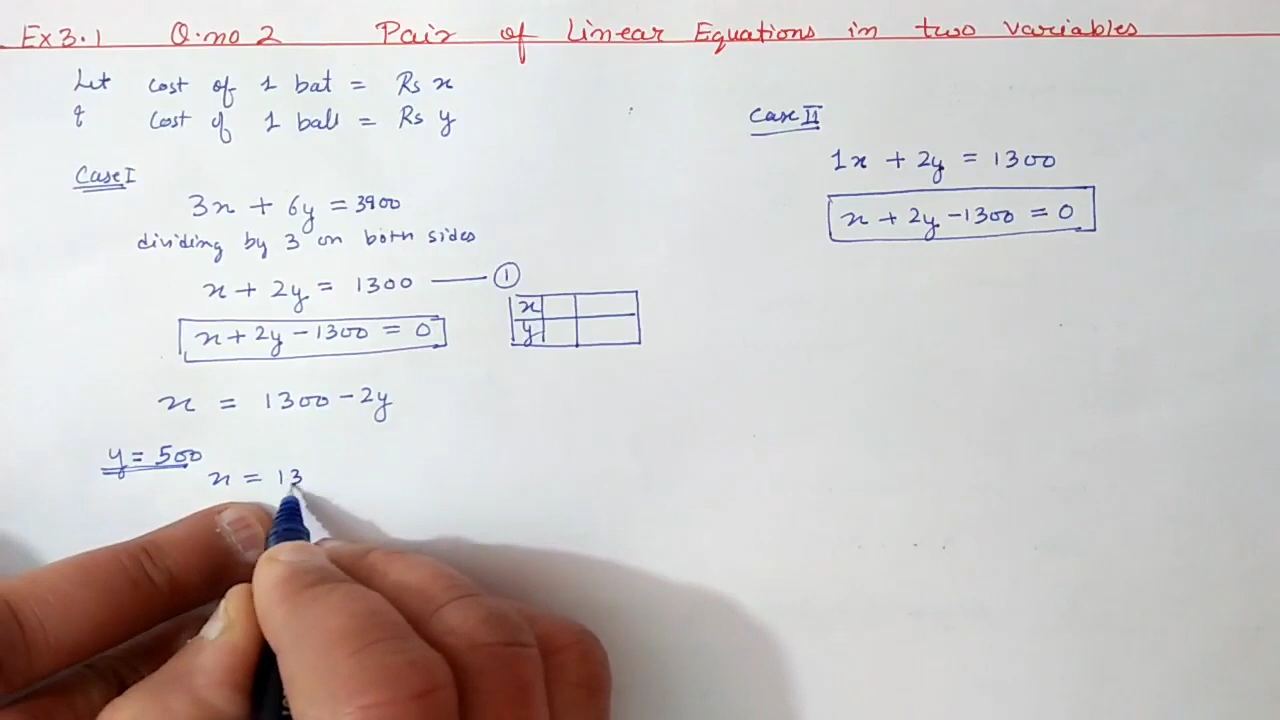 Ex 3.1 Q.no 2 Pair of Linear Equations in two variables
Let cost of 1 bat = Rs x
& cost of 1 ball = Rs y
Case I
3x + 6y = 3900
dividing by 3 on both sides
x + 2y = 1300 —— ①
x + 2y - 1300 = 0
x
y
x = 1300 - 2y
y = 500
x = 13
Case II
1x + 2y = 1300
x + 2y - 1300 = 0